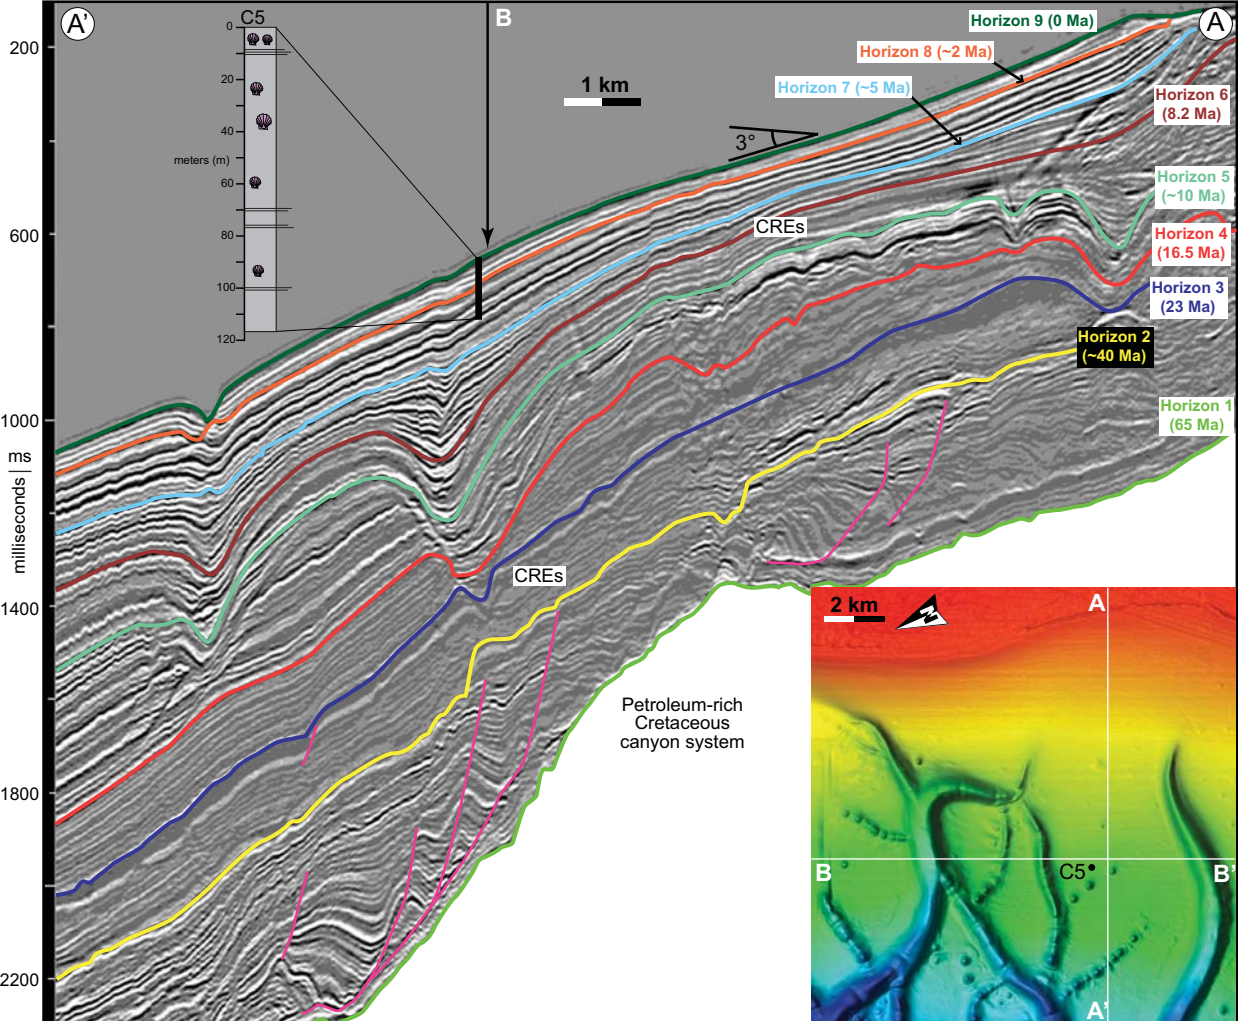 A'
C5
B
A
Horizon 9 (0 Ma)
Horizon 8 (~2 Ma)
Horizon 7 (~5 Ma)
Horizon 6
(8.2 Ma)
1 km
3°
0
20
40
meters (m)
60
80
100
120
200
600
1000
ms
milliseconds
1400
1800
2200
Horizon 5
(~10 Ma)
CREs
Horizon 4
(16.5 Ma)
Horizon 3
(23 Ma)
Horizon 2
(~40 Ma)
Horizon 1
(65 Ma)
CREs
Petroleum-rich
Cretaceous
canyon system
2 km
N
A
B
C5
B'
A'